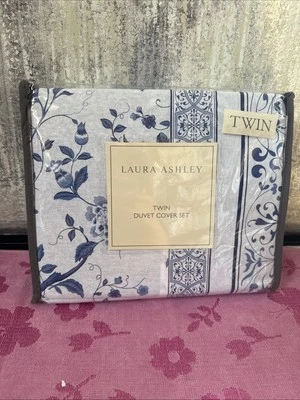 TWIN
LAURA ASHLEY
TWIN
DUVET COVER SET